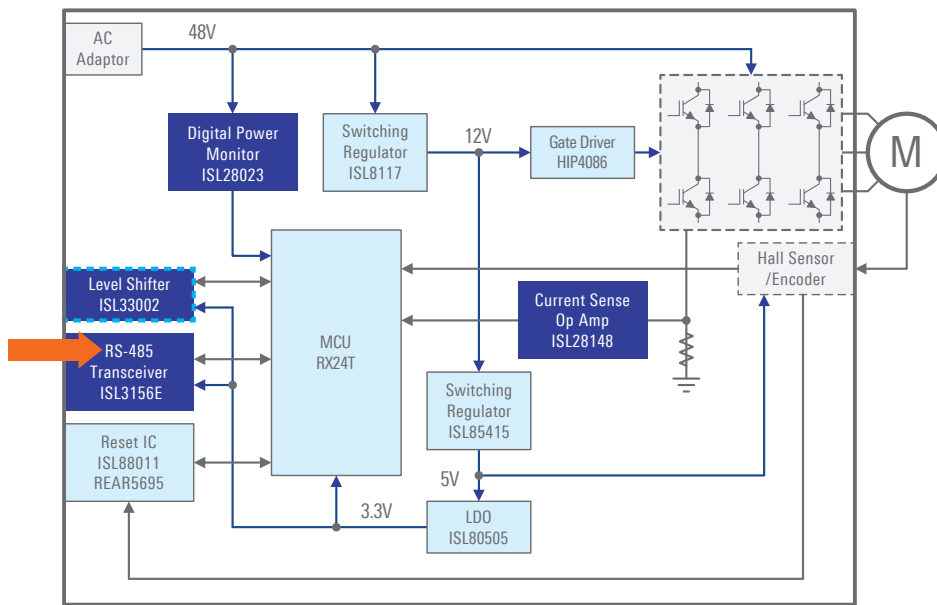 AC
Adaptor
48V
Digital Power
Monitor
ISL28023
Switching
Regulator
ISL8117
12V
Gate Driver
HIP4086
M
Hall Sensor
/Encoder
Level Shifter
ISL33002
Current Sense
Op Amp
ISL28148
MCU
RX24T
RS-485
Transceiver
ISL3156E
Switching
Regulator
ISL85415
Reset IC
ISL88011
REAR5695
5V
3.3V
LDO
ISL80505